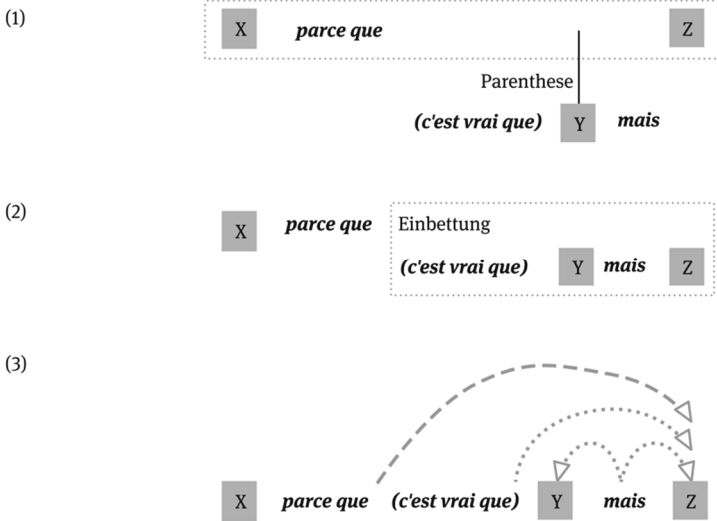 (1) X parce que Z
Parenthese
(c'est vrai que) Y mais
(2) X parce que Einbettung
(c'est vrai que) Y mais Z
(3)
X parce que (c'est vrai que) Y mais Z